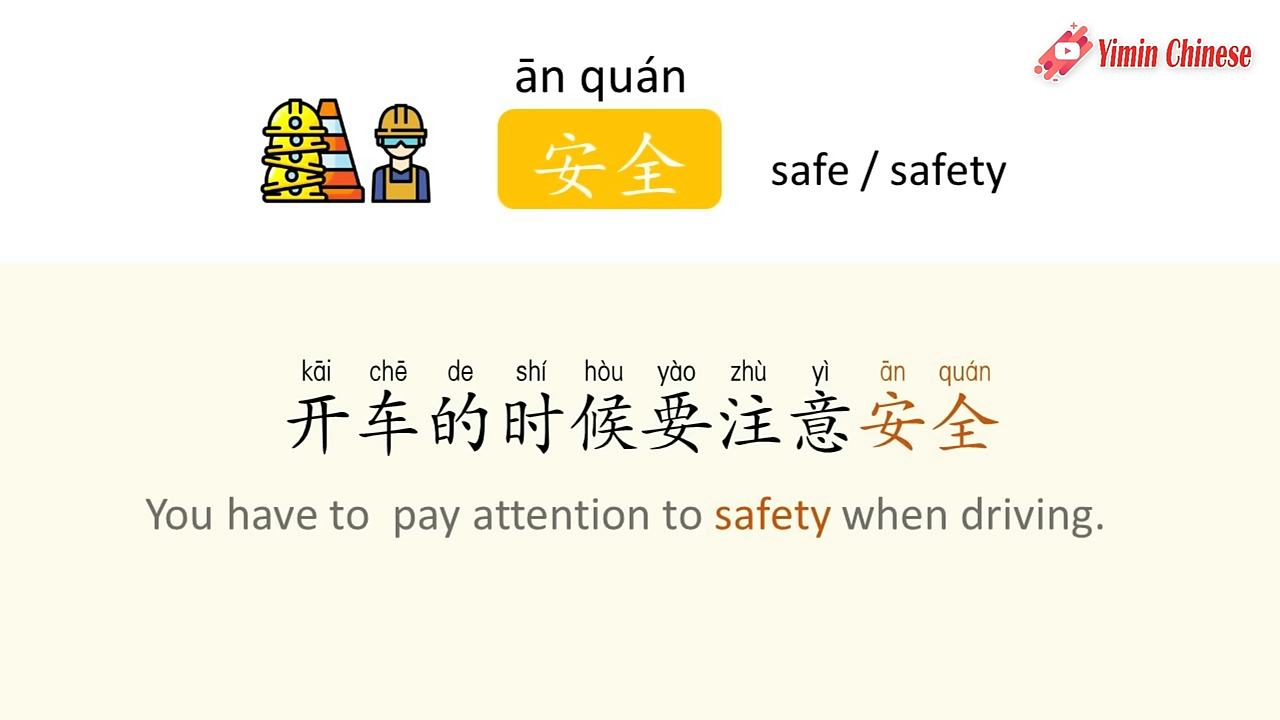 Yimin Chinese
ān quán
安全
safe / safety
kāi chē de shí hòu yào zhù yì ān quán
开车的时候要注意安全
You have to  pay attention to safety when driving.